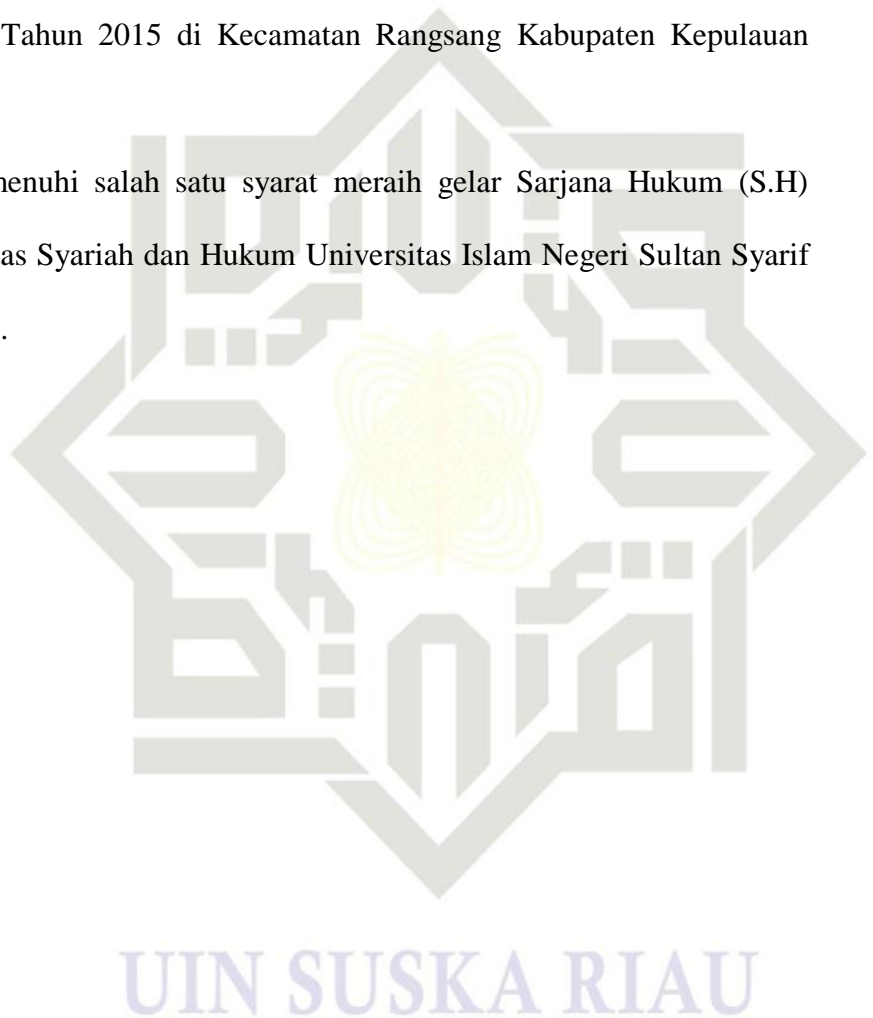 Tahun 2015 di Kecamatan Rangsang Kabupaten Kepulauan
menuhi salah satu syarat meraih gelar Sarjana Hukum (S.H)
as Syariah dan Hukum Universitas Islam Negeri Sultan Syarif
.
UIN SUSKA RIAU